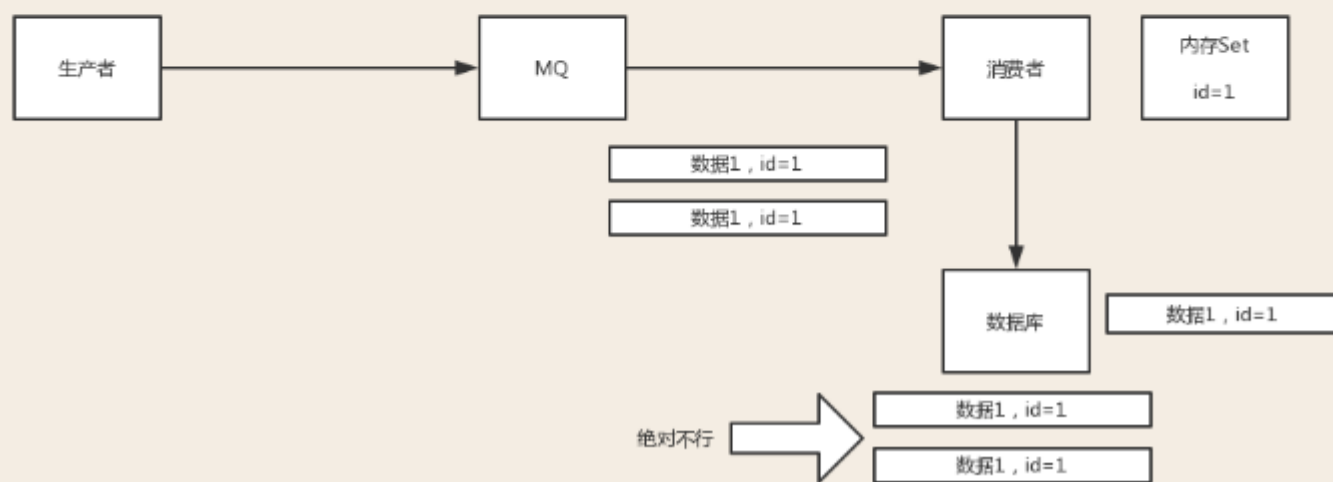 生产者
MQ
消费者
内存Set
id=1
数据1，id=1
数据1，id=1
数据库
数据1，id=1
绝对不行
数据1，id=1
数据1，id=1